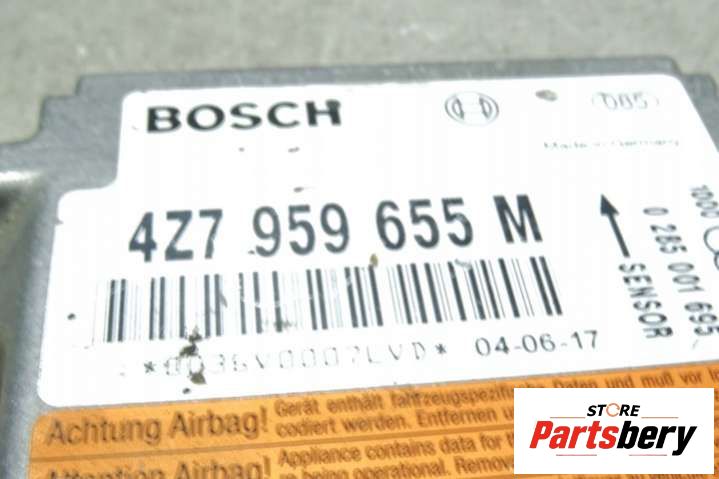 BOSCH
085
Made in Germany
4Z7 959 655 M
SENSOR
0 285 001 695
1000
04-06-17
Achtung Airbag!
Gerät enthält fahrzeugspezifische Daten und muß vor
codiert werden. Entfernen
Attention Airbag!
Appliance contains data for
being operational.
STORE
Partsbery